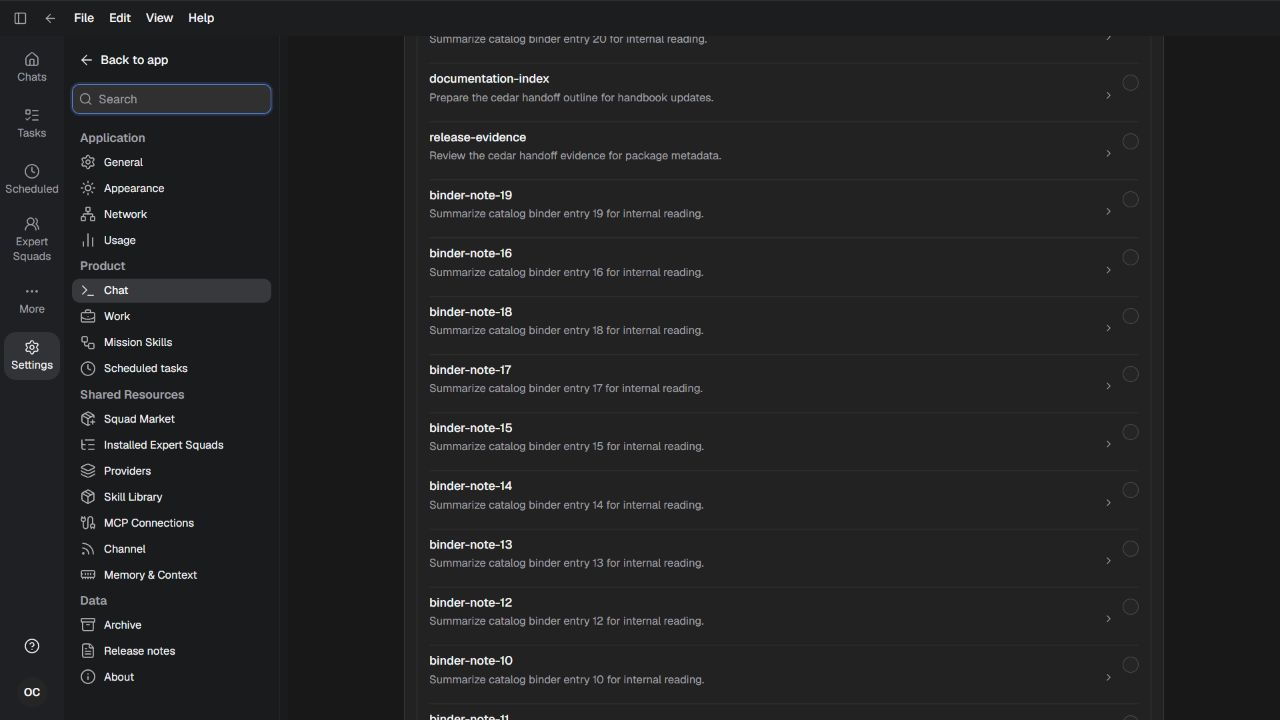 File Edit View Help
Chats
Tasks
Scheduled
Expert
Squads
More
Settings
OC
Back to app
Search
Application
General
Appearance
Network
Usage
Product
Chat
Work
Mission Skills
Scheduled tasks
Shared Resources
Squad Market
Installed Expert Squads
Providers
Skill Library
MCP Connections
Channel
Memory & Context
Data
Archive
Release notes
About
Summarize catalog binder entry 20 for internal reading.
documentation-index
Prepare the cedar handoff outline for handbook updates.
release-evidence
Review the cedar handoff evidence for package metadata.
binder-note-19
Summarize catalog binder entry 19 for internal reading.
binder-note-16
Summarize catalog binder entry 16 for internal reading.
binder-note-18
Summarize catalog binder entry 18 for internal reading.
binder-note-17
Summarize catalog binder entry 17 for internal reading.
binder-note-15
Summarize catalog binder entry 15 for internal reading.
binder-note-14
Summarize catalog binder entry 14 for internal reading.
binder-note-13
Summarize catalog binder entry 13 for internal reading.
binder-note-12
Summarize catalog binder entry 12 for internal reading.
binder-note-10
Summarize catalog binder entry 10 for internal reading.
binder-note-11